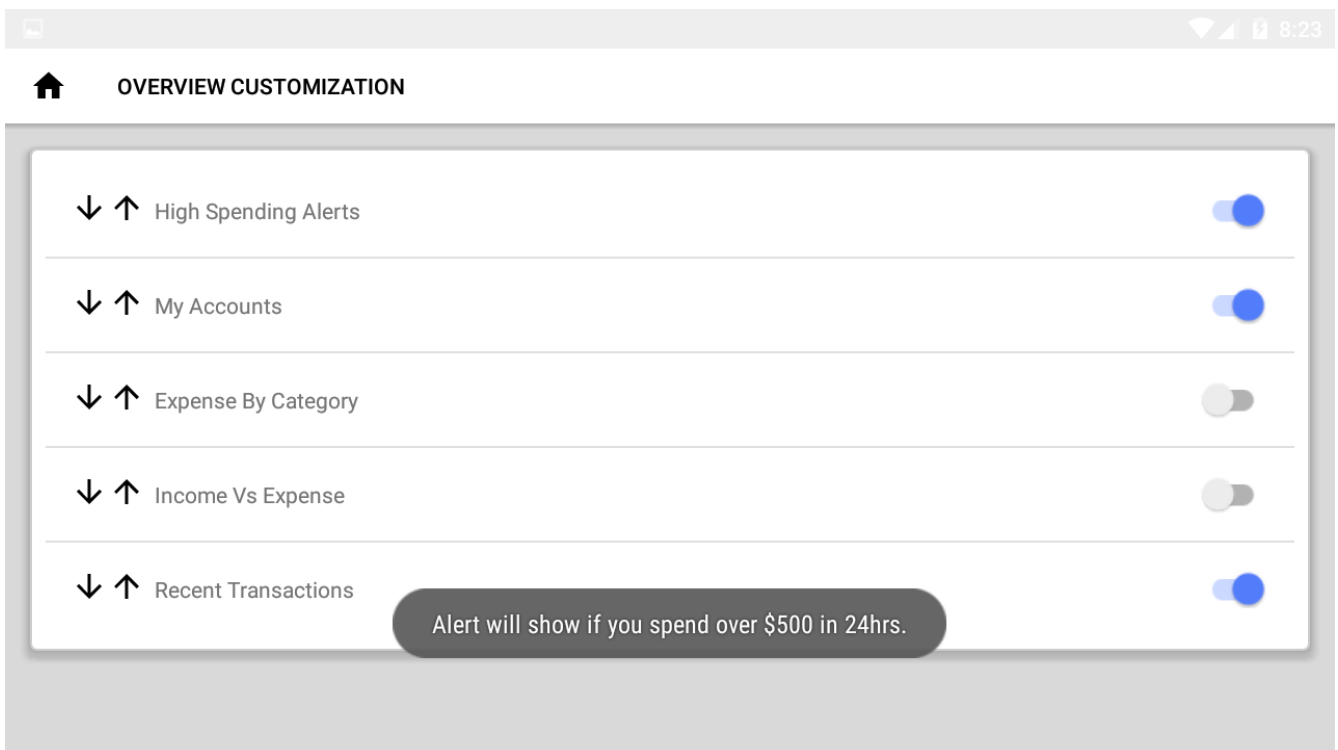 8:23
OVERVIEW CUSTOMIZATION
High Spending Alerts
My Accounts
Expense By Category
Income Vs Expense
Recent Transactions
Alert will show if you spend over $500 in 24hrs.